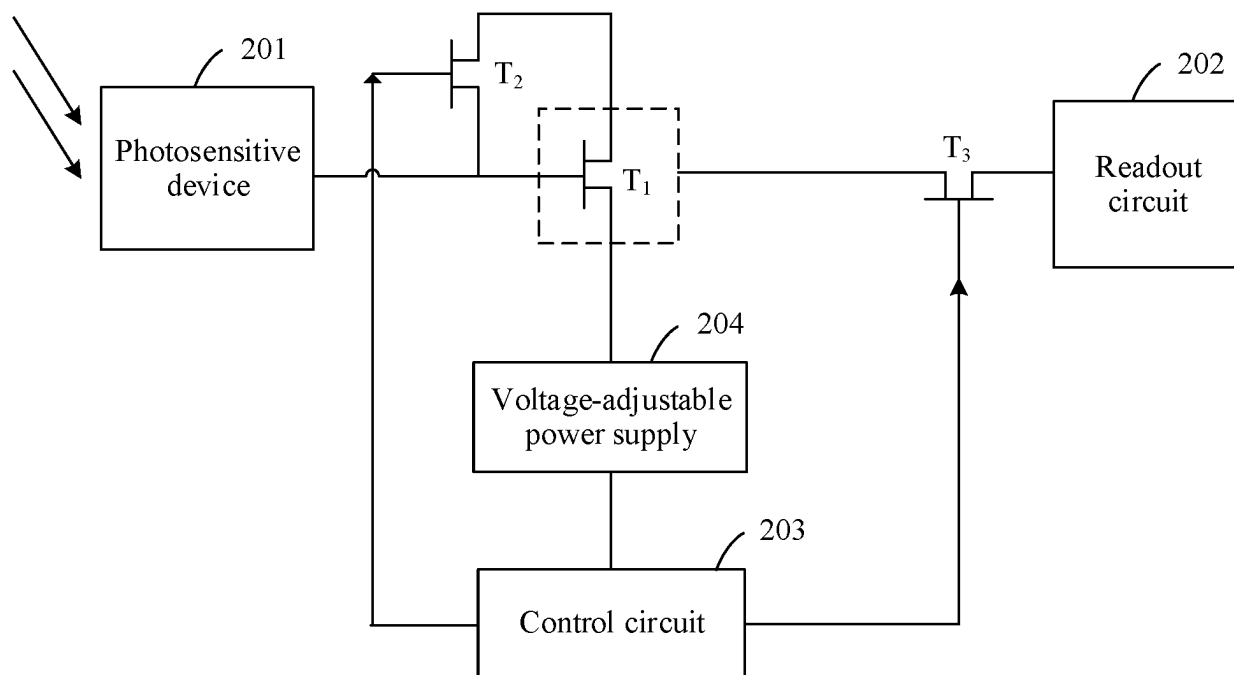 201
Photosensitive
device
T2
T1
T3
202
Readout
circuit
204
Voltage-adjustable
power supply
203
Control circuit